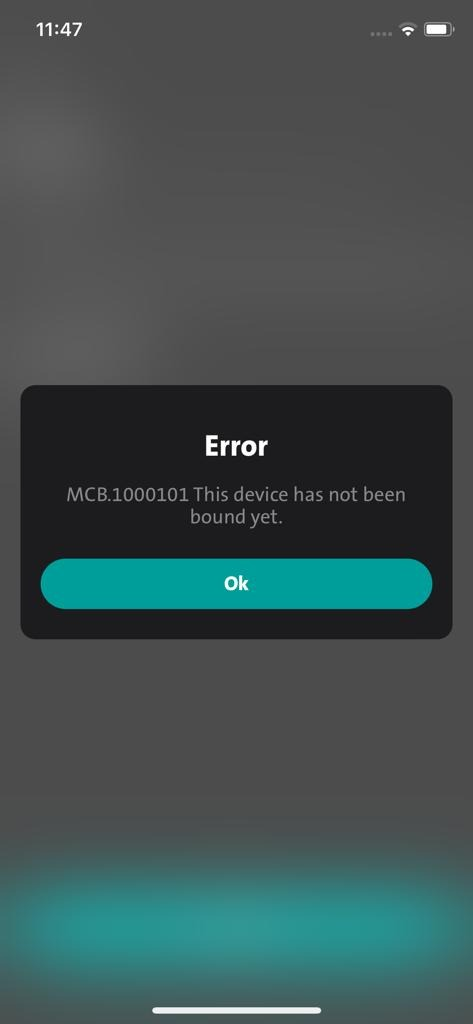 11:47
Error
MCB.1000101 This device has not been
bound yet.
Ok